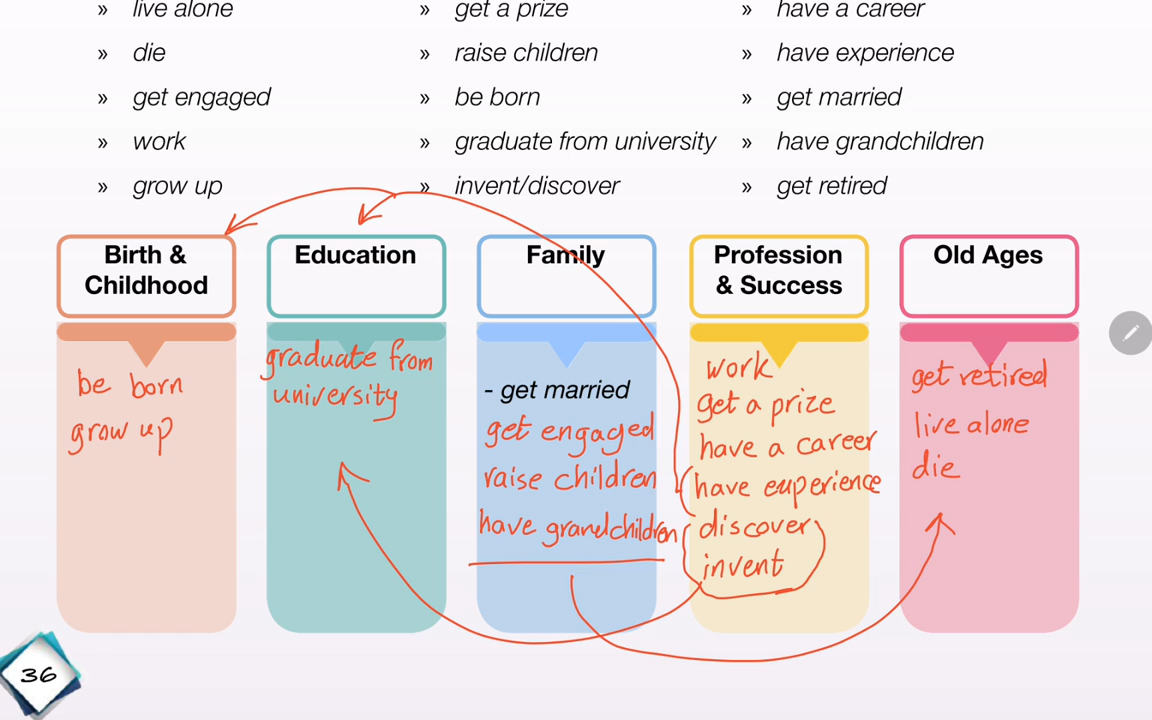 » live alone » get a prize » have a career
» die » raise children » have experience
» get engaged » be born » get married
» work » graduate from university » have grandchildren
» grow up » invent/discover » get retired
Birth &
Childhood
be born
grow up
Education
graduate from
university
Family
- get married
get engaged
raise children
have grandchildren
Profession
& Success
work
get a prize
have a career
have experience
discover
invent
Old Ages
get retired
live alone
die
36